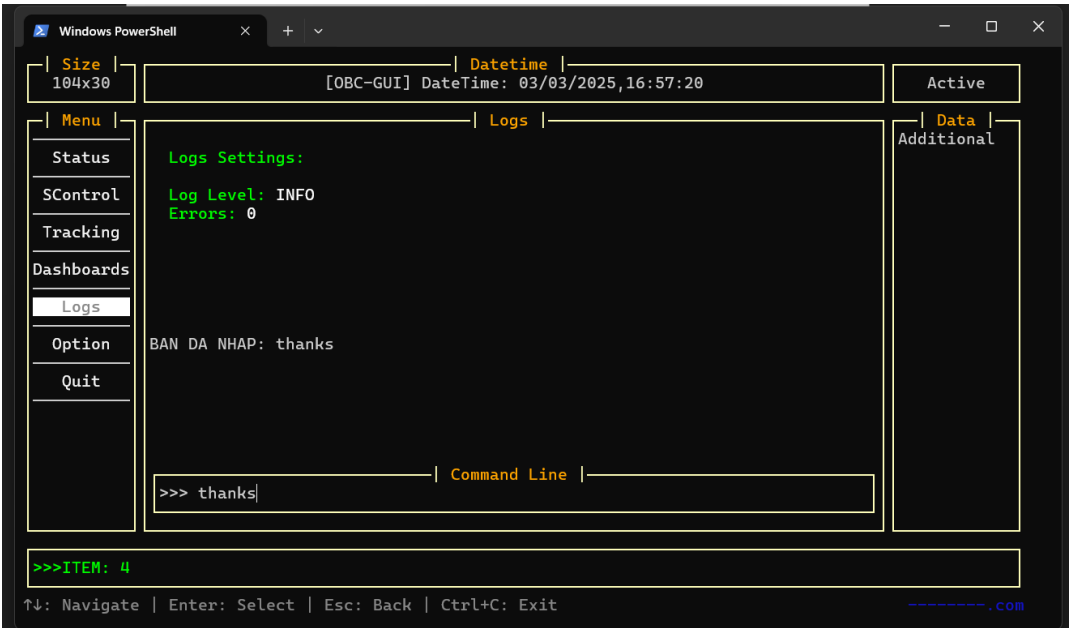 Windows PowerShell
Size
104x30
Datetime
[OBC-GUI] DateTime: 03/03/2025,16:57:20
Active
Menu
Status
SControl
Tracking
Dashboards
Logs
Option
Quit
Logs
Logs Settings:
Log Level: INFO
Errors: 0
BAN DA NHAP: thanks
Command Line
>>> thanks
Data
Additional
>>>ITEM: 4
↑↓: Navigate | Enter: Select | Esc: Back | Ctrl+C: Exit
--------.com